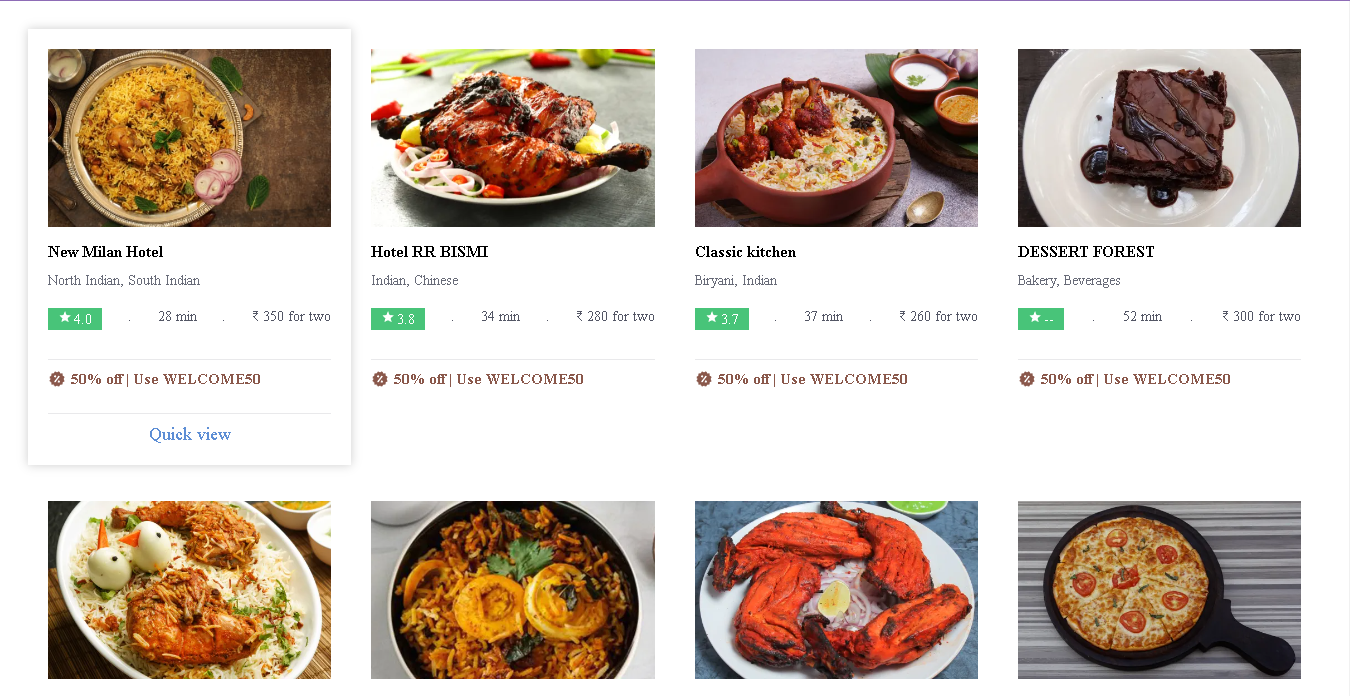 New Milan Hotel
North Indian, South Indian
4.0 . 28 min . ₹ 350 for two
50% off | Use WELCOME50
Quick view
Hotel RR BISMI
Indian, Chinese
3.8 . 34 min . ₹ 280 for two
50% off | Use WELCOME50
Classic kitchen
Biryani, Indian
3.7 . 37 min . ₹ 260 for two
50% off | Use WELCOME50
DESSERT FOREST
Bakery, Beverages
-- . 52 min . ₹ 300 for two
50% off | Use WELCOME50